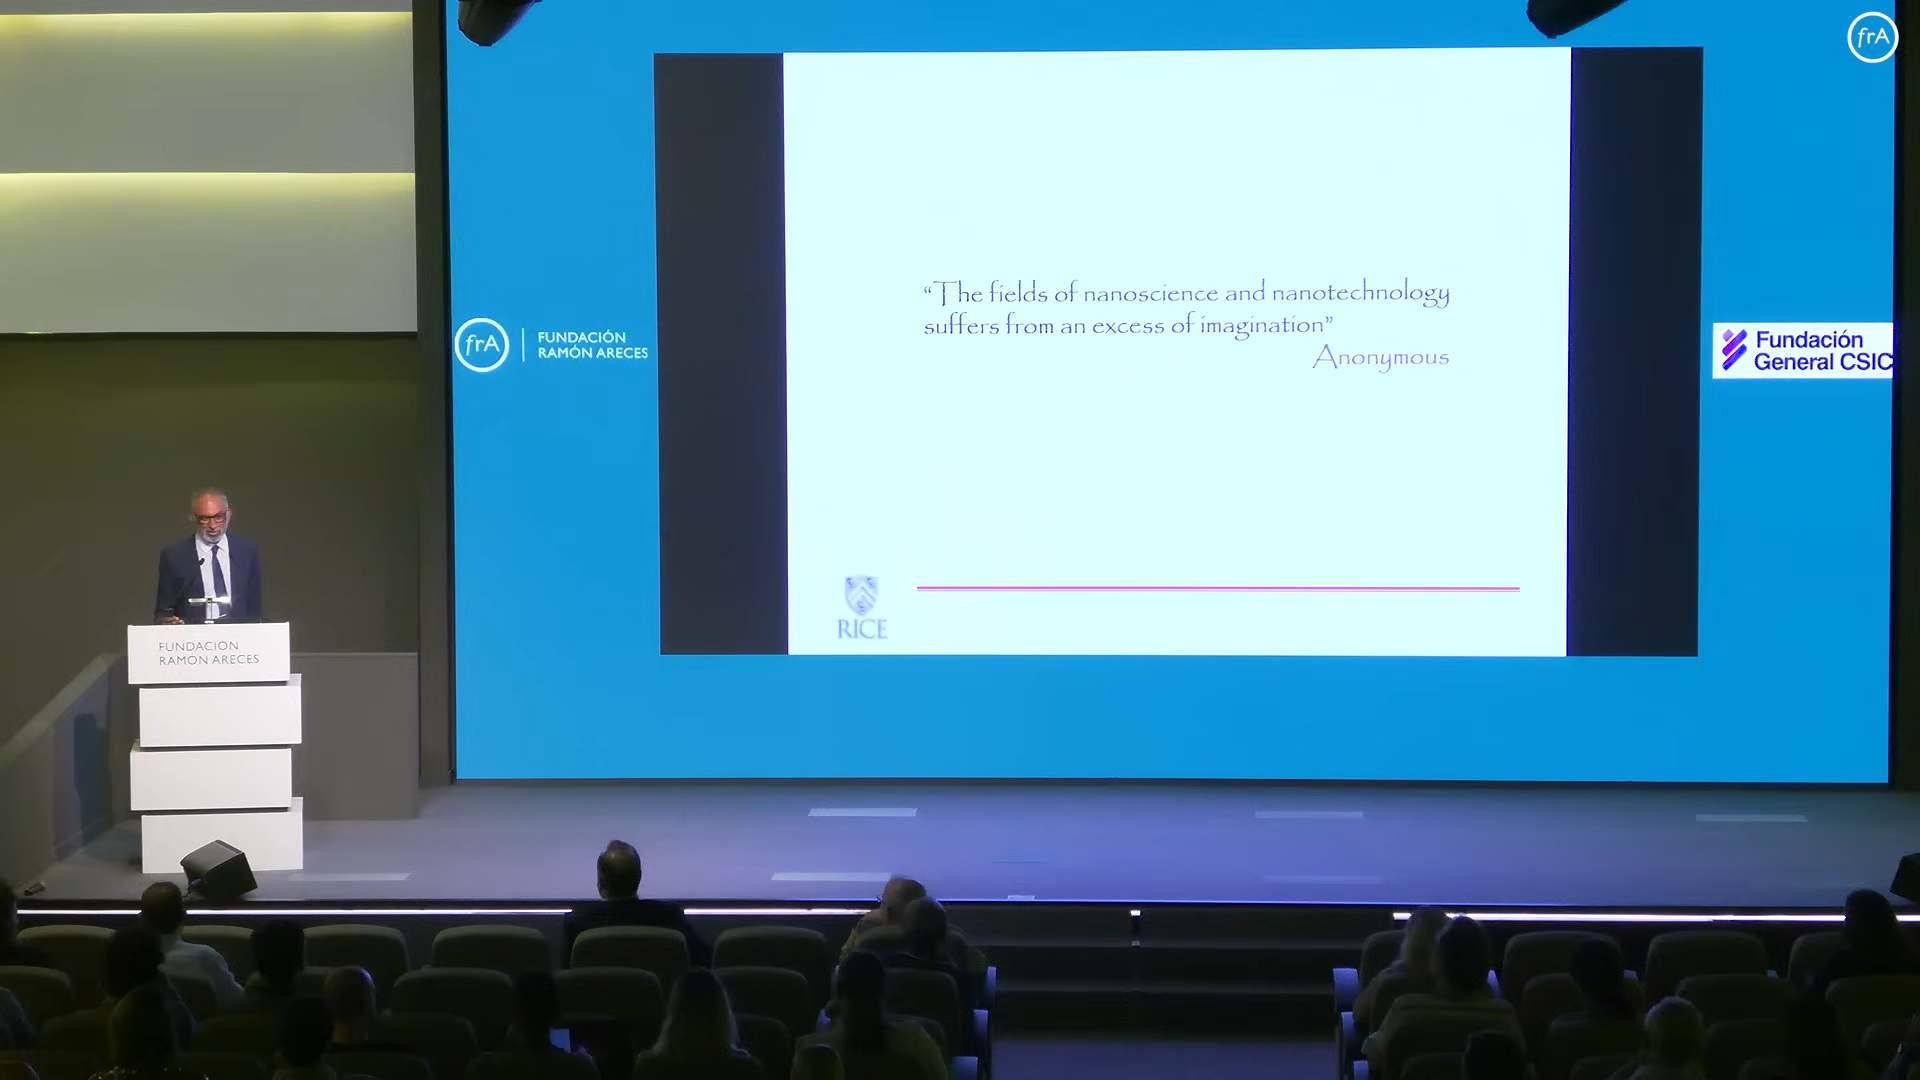 frA
“The fields of nanoscience and nanotechnology
suffers from an excess of imagination”
Anonymous
frA
FUNDACIÓN
RAMÓN ARECES
Fundación
General CSIC
RICE
FUNDACION
RAMON ARECES